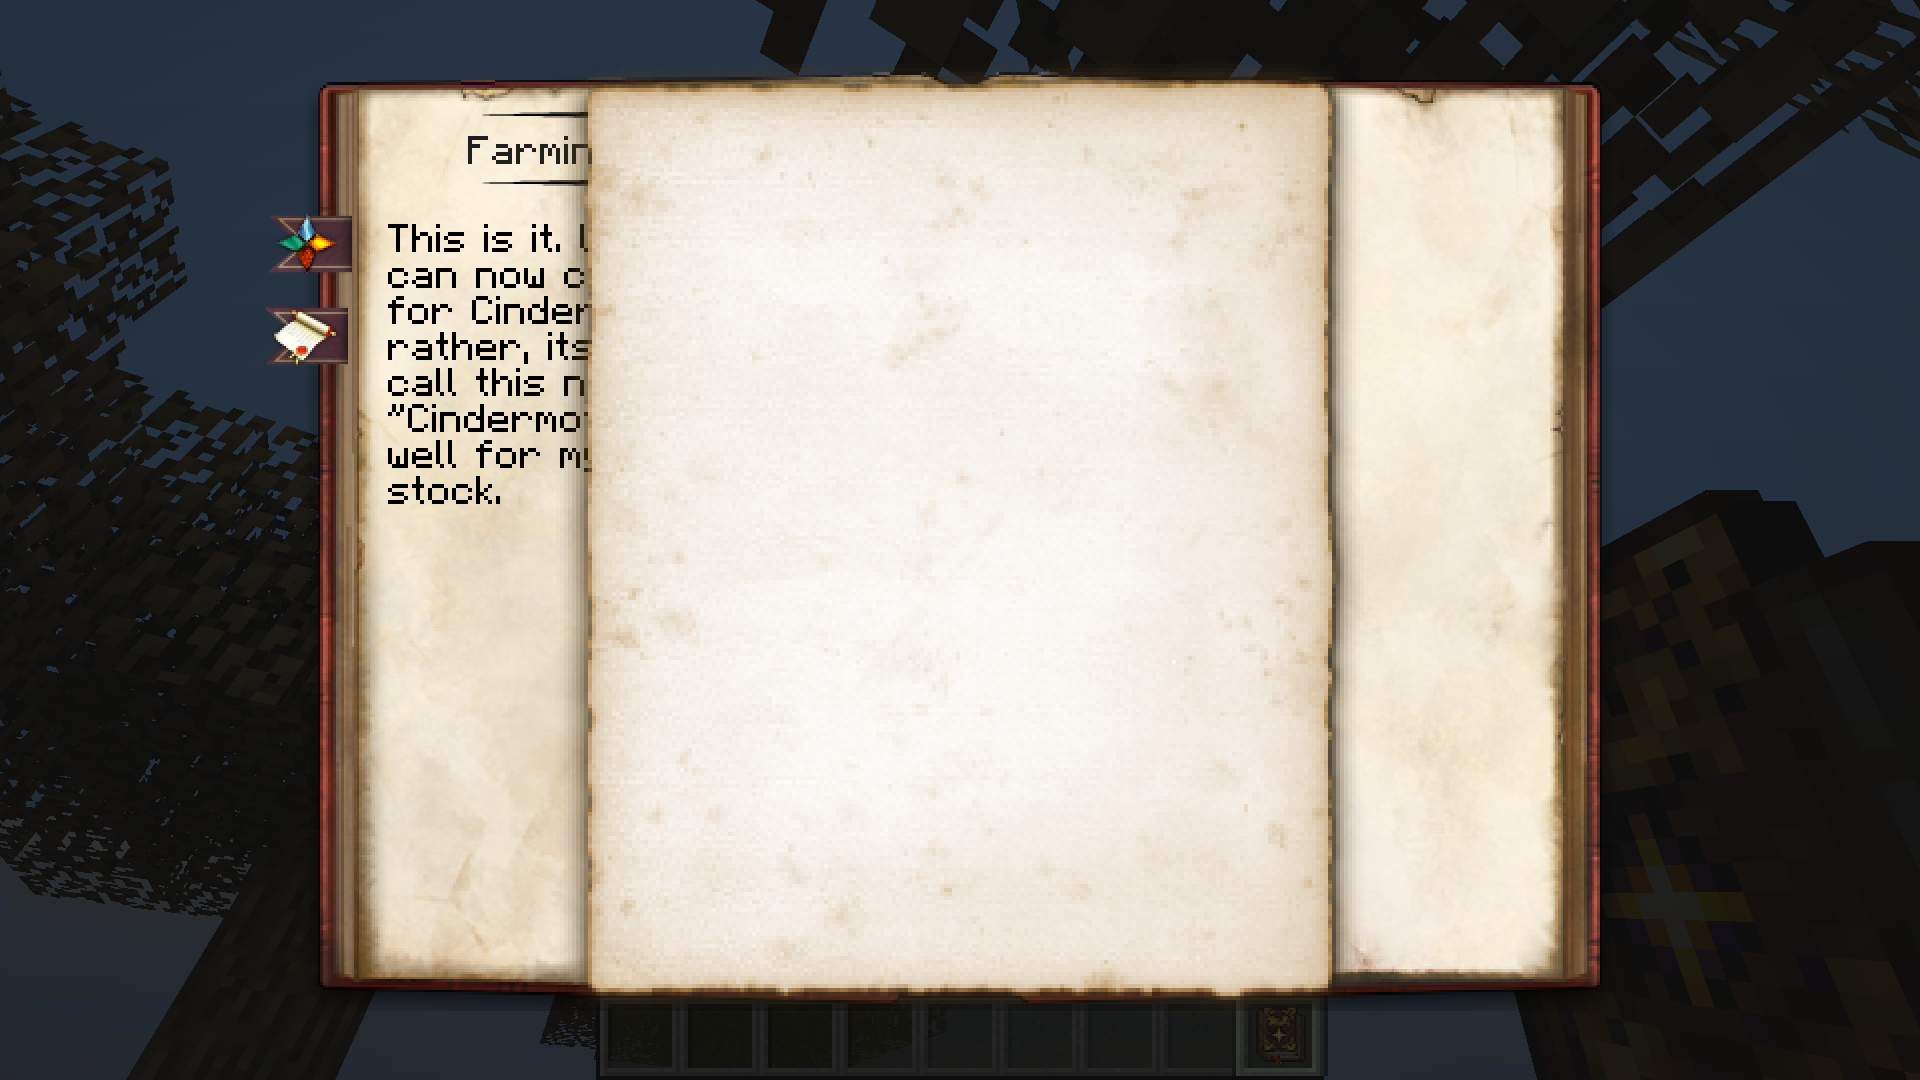 Farmin
This is it.
can now c
for Cinder
rather, its
call this n
"Cindermo
well for my
stock.